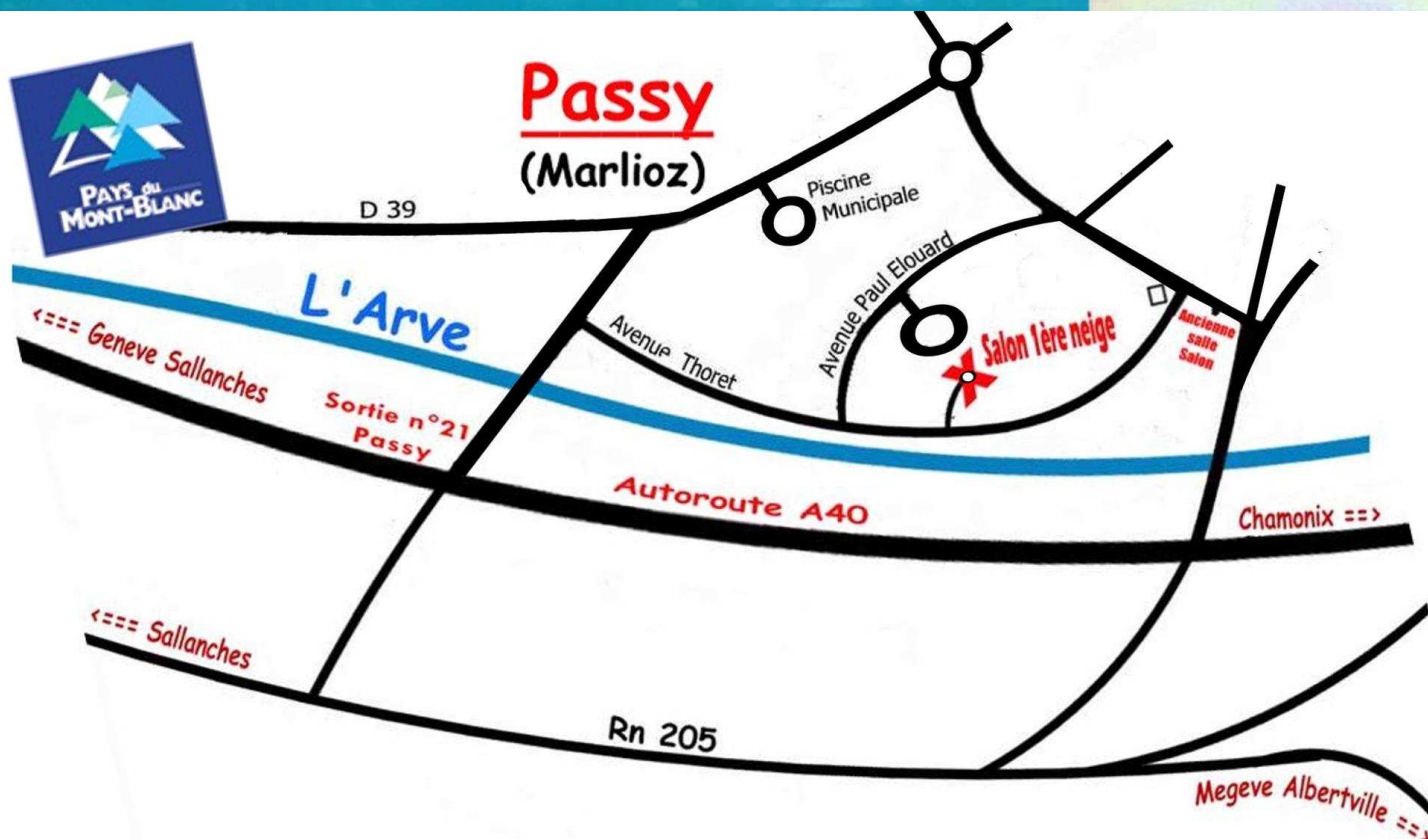 PAYS du
MONT-BLANC
Passy
(Marlioz)
D 39
Piscine
Municipale
L'Arve
Avenue Paul Elouard
Avenue Thoret
Salon 1ère neige
Ancienne
salle
Salon
<=== Geneve Sallanches
Sortie n°21
Passy
Autoroute A40
Chamonix ==>
<=== Sallanches
Rn 205
Megeve Albertville ==>